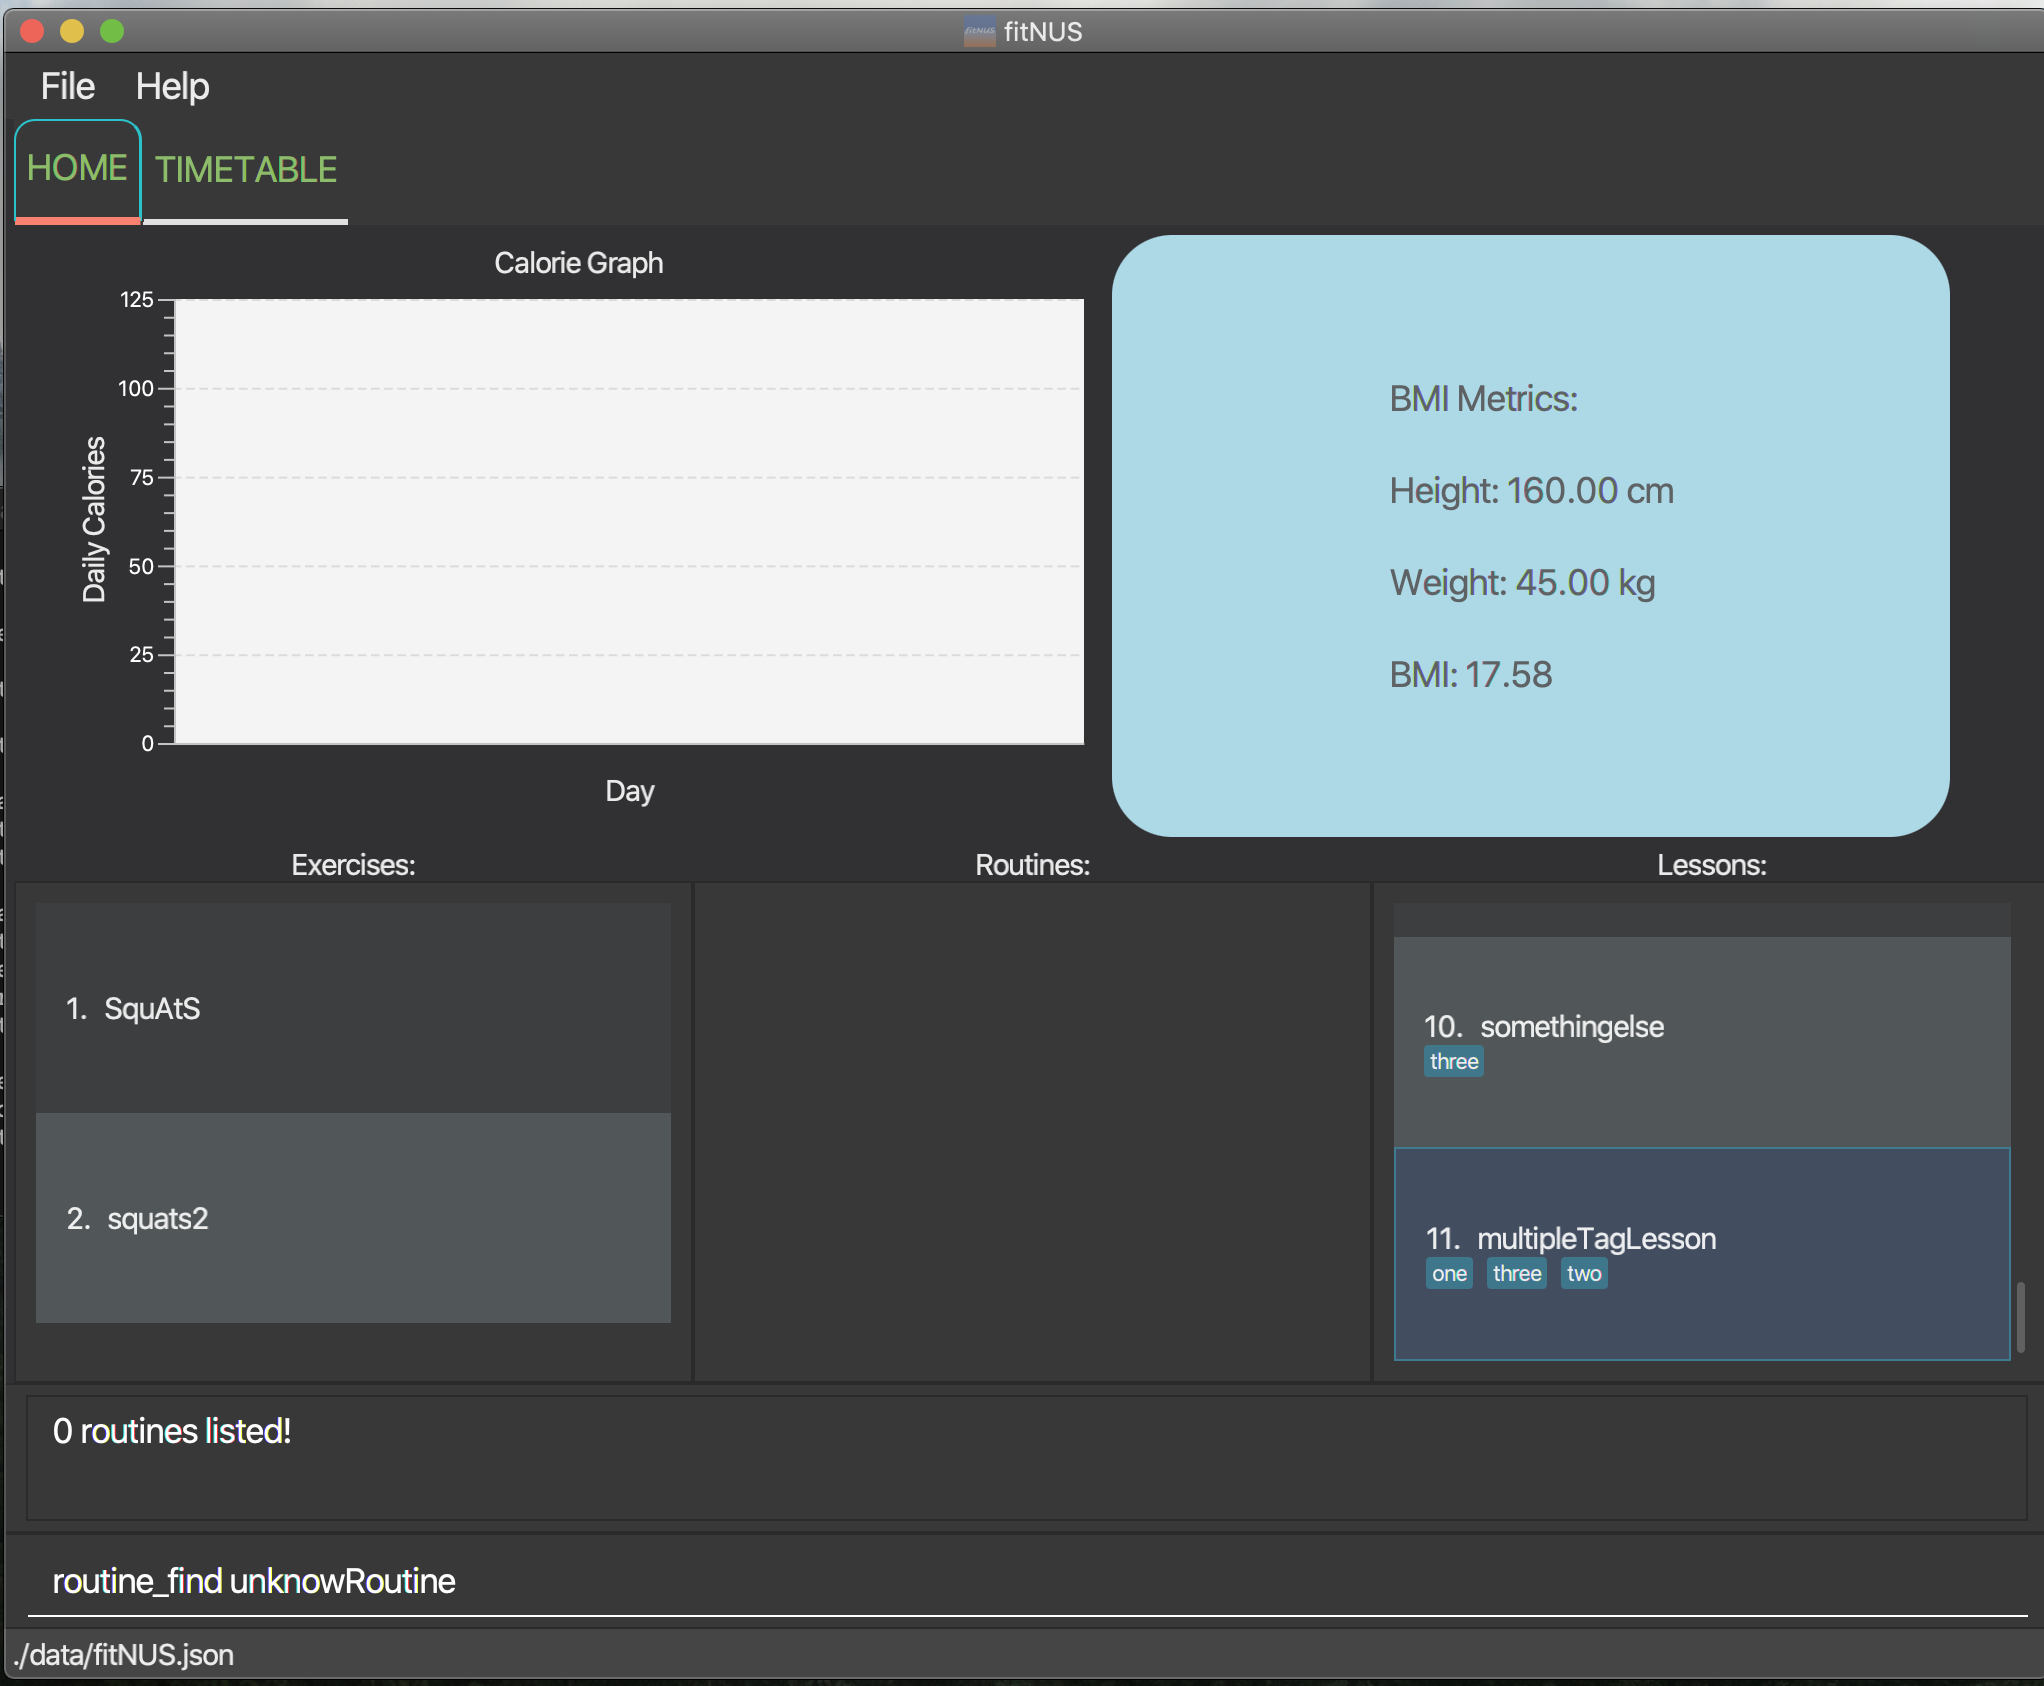 fitNUS
File Help
HOME TIMETABLE
Calorie Graph
125
100
75
50
25
0
Daily Calories
Day
BMI Metrics:
Height: 160.00 cm
Weight: 45.00 kg
BMI: 17.58
Exercises:
1. SquAtS
2. squats2
Routines:
Lessons:
10. somethingelse
three
11. multipleTagLesson
one three two
0 routines listed!
routine_find unknowRoutine
./data/fitNUS.json